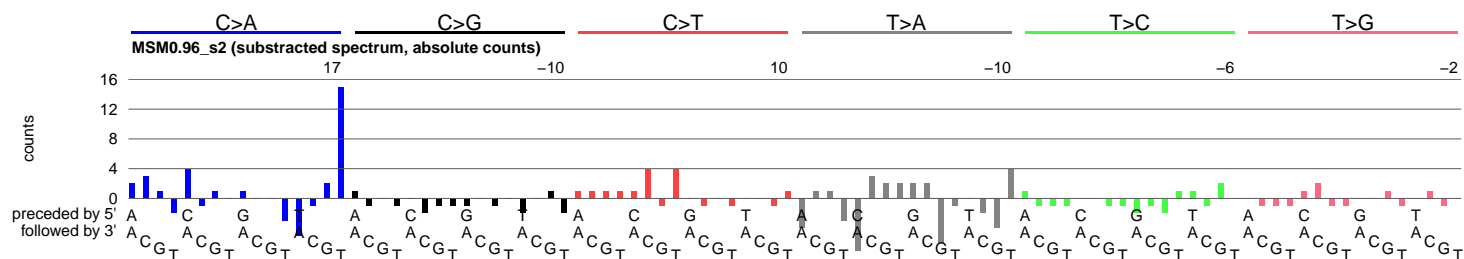 C>A C>G C>T T>A T>C T>G
MSM0.96_s2 (substracted spectrum, absolute counts)
17 −10 10 −10 −6 −2
16
12
8
4
0
counts
preceded by 5' A C G T A C G T A C G T A C G T A C G T A C G T
followed by 3' A C G T A C G T A C G T A C G T A C G T A C G T A C G T A C G T A C G T A C G T A C G T A C G T A C G T A C G T A C G T A C G T A C G T A C G T A C G T A C G T A C G T A C G T A C G T A C G T